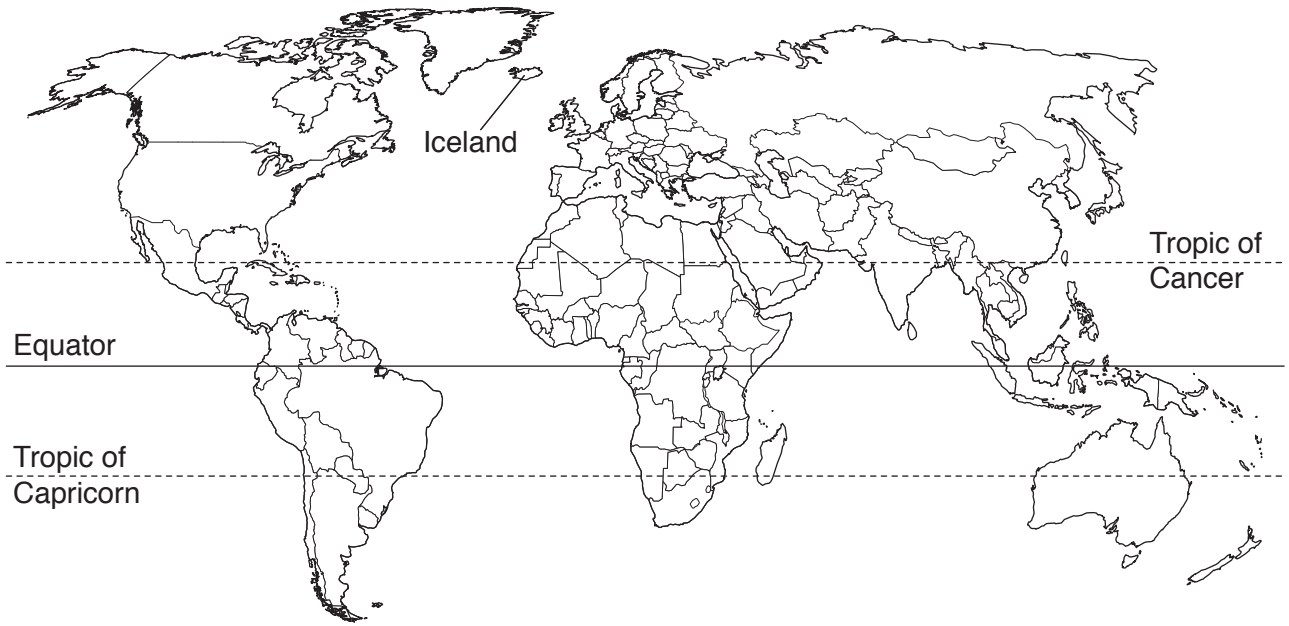 Iceland
Tropic of
Cancer
Equator
Tropic of
Capricorn